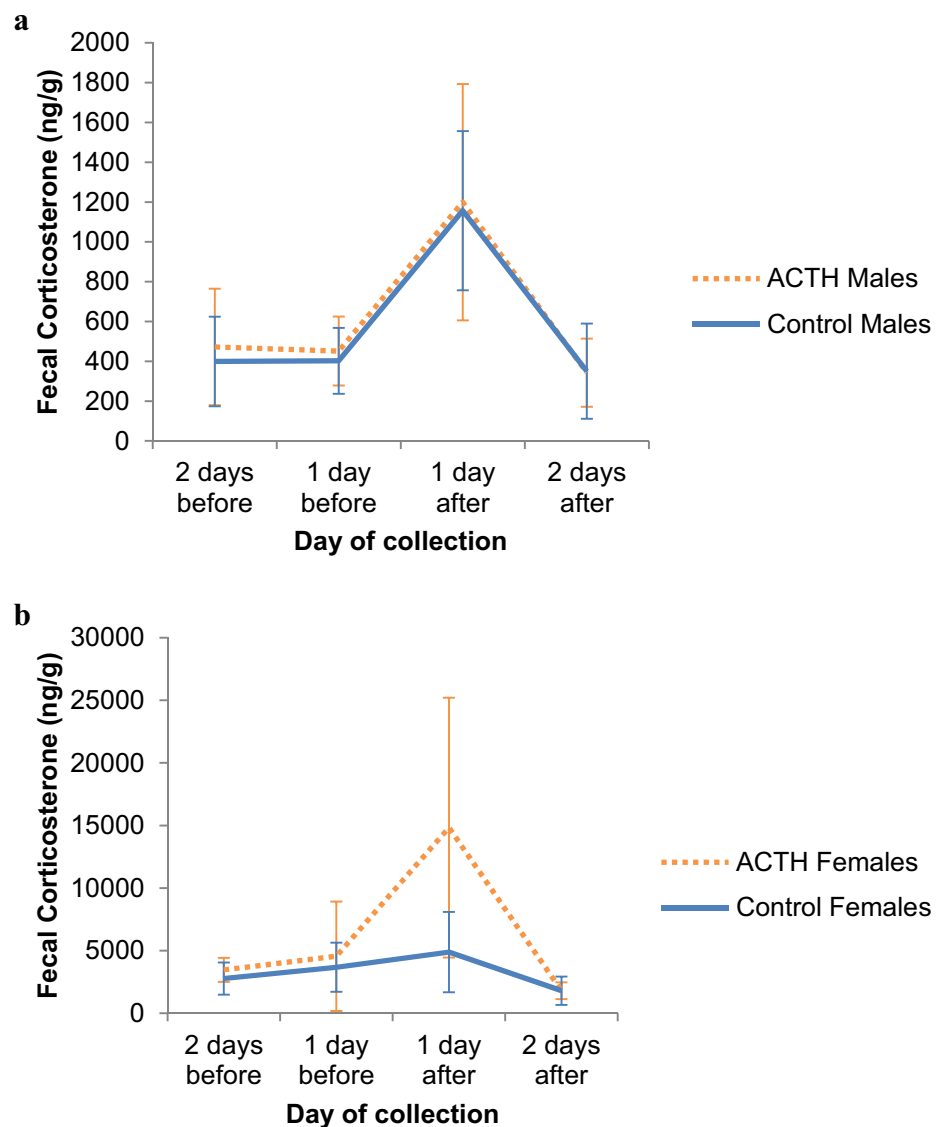 a
2000
1800
1600
1400
1200
1000
800
600
400
200
0
Fecal Corticosterone (ng/g)
2 days
before
1 day
before
1 day
after
2 days
after
Day of collection
ACTH Males
Control Males
b
30000
25000
20000
15000
10000
5000
0
Fecal Corticosterone (ng/g)
2 days
before
1 day
before
1 day
after
2 days
after
Day of collection
ACTH Females
Control Females